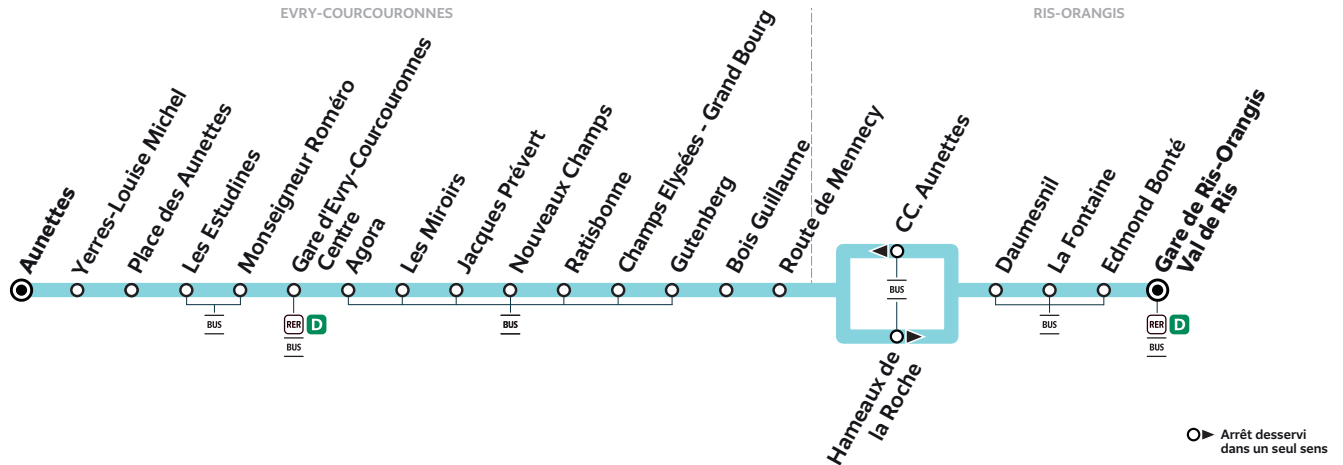 EVRY-COURCOURONNES
RIS-ORANGIS
Aunettes
Yerres-Louise Michel
Place des Aunettes
Les Estudines
Monseigneur Roméro
Gare d'Evry-Courcouronnes
Centre
Agora
Les Miroirs
Jacques Prévert
Nouveaux Champs
Ratisbonne
Champs Elysées - Grand Bourg
Gutenberg
Bois Guillaume
Route de Mennecy
CC. Aunettes
Hameaux de
la Roche
Daumesnil
La Fontaine
Edmond Bonté
Gare de Ris-Orangis
Val de Ris
BUS
RER D
BUS
BUS
BUS
BUS
RER D
BUS
Arrêt desservi
dans un seul sens